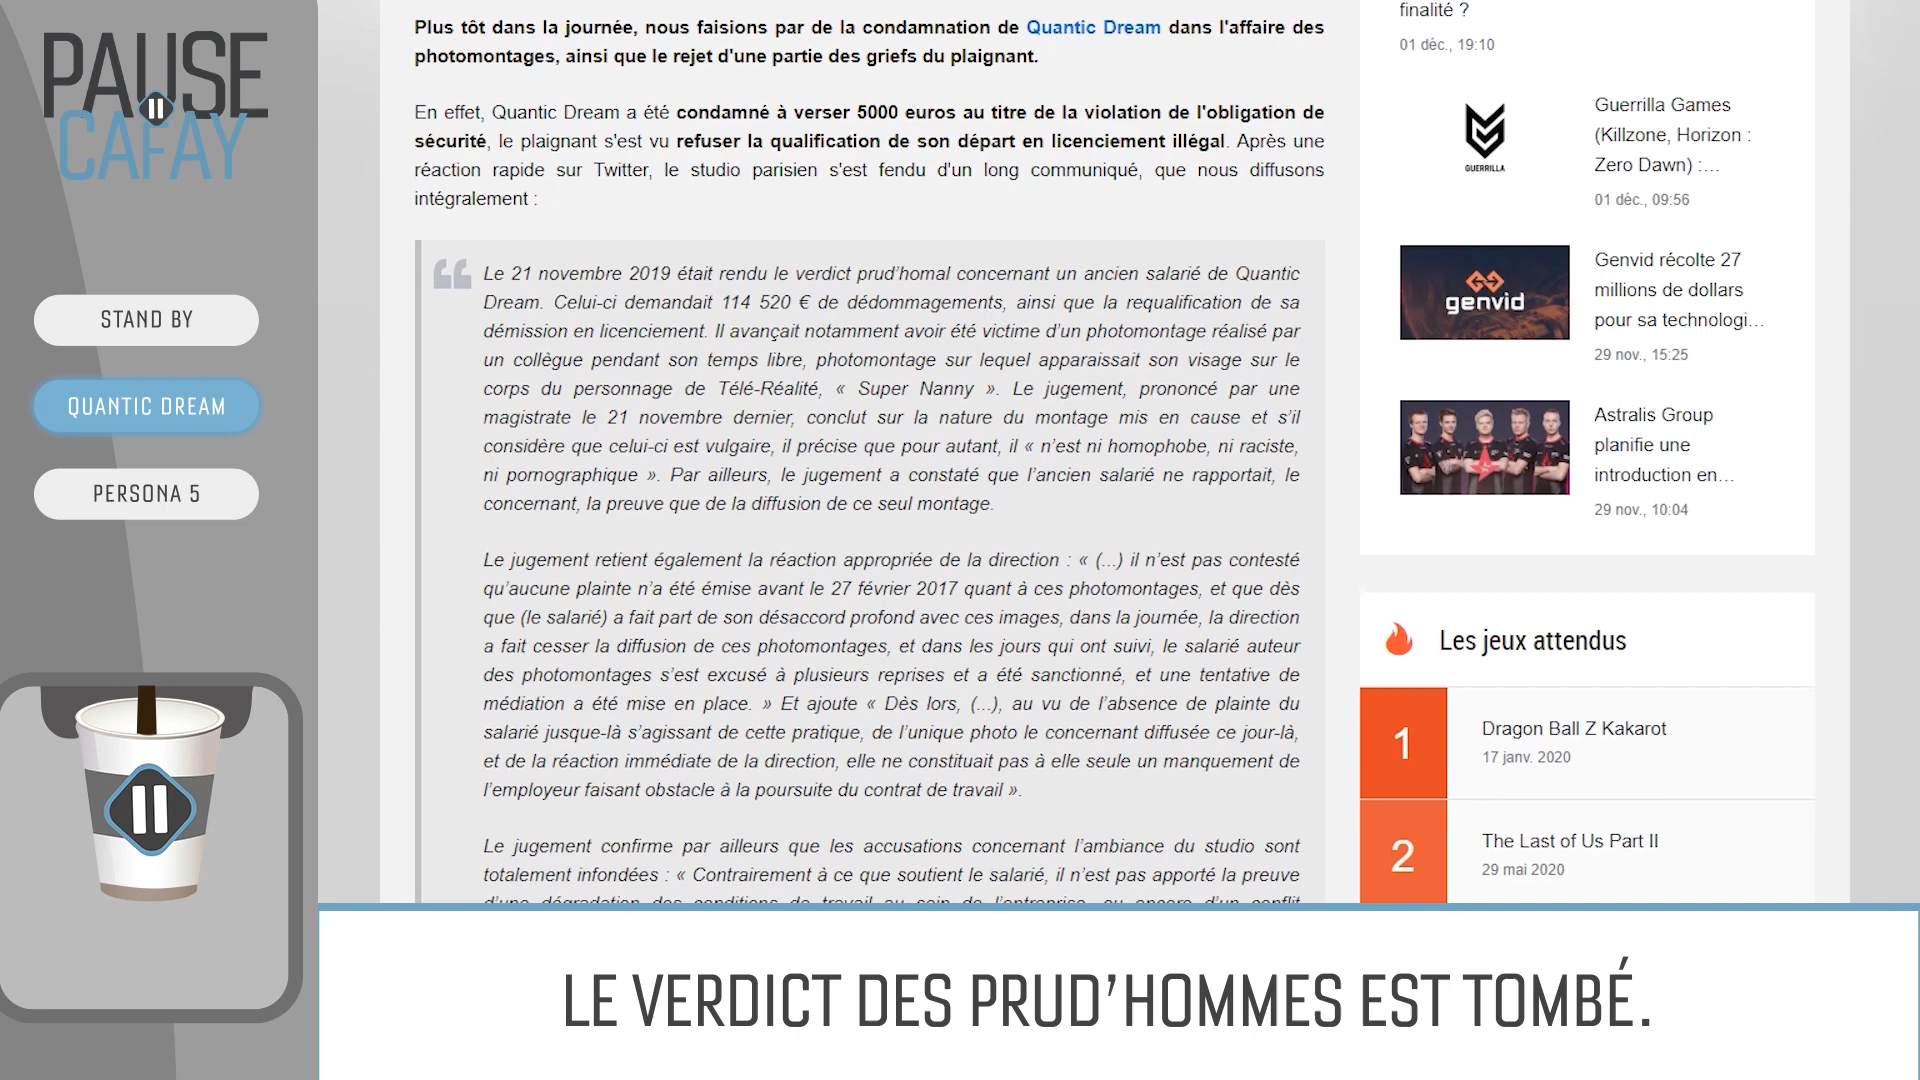 PAUSE
CAFAY
STAND BY
QUANTIC DREAM
PERSONA 5
Plus tôt dans la journée, nous faisions par de la condamnation de Quantic Dream dans l'affaire des
photomontages, ainsi que le rejet d'une partie des griefs du plaignant.
En effet, Quantic Dream a été condamné à verser 5000 euros au titre de la violation de l'obligation de
sécurité, le plaignant s'est vu refuser la qualification de son départ en licenciement illégal. Après une
réaction rapide sur Twitter, le studio parisien s'est fendu d'un long communiqué, que nous diffusons
intégralement :
Le 21 novembre 2019 était rendu le verdict prud’homal concernant un ancien salarié de Quantic
Dream. Celui-ci demandait 114 520 € de dédommagements, ainsi que la requalification de sa
démission en licenciement. Il avançait notamment avoir été victime d’un photomontage réalisé par
un collègue pendant son temps libre, photomontage sur lequel apparaissait son visage sur le
corps du personnage de Télé-Réalité, « Super Nanny ». Le jugement, prononcé par une
magistrate le 21 novembre dernier, conclut sur la nature du montage mis en cause et s’il
considère que celui-ci est vulgaire, il précise que pour autant, il « n’est ni homophobe, ni raciste,
ni pornographique ». Par ailleurs, le jugement a constaté que l’ancien salarié ne rapportait, le
concernant, la preuve que de la diffusion de ce seul montage.
Le jugement retient également la réaction appropriée de la direction : « (...) il n’est pas contesté
qu’aucune plainte n’a été émise avant le 27 février 2017 quant à ces photomontages, et que dès
que (le salarié) a fait part de son désaccord profond avec ces images, dans la journée, la direction
a fait cesser la diffusion de ces photomontages, et dans les jours qui ont suivi, le salarié auteur
des photomontages s’est excusé à plusieurs reprises et a été sanctionné, et une tentative de
médiation a été mise en place. » Et ajoute « Dès lors, (...), au vu de l’absence de plainte du
salarié jusque-là s’agissant de cette pratique, de l’unique photo le concernant diffusée ce jour-là,
et de la réaction immédiate de la direction, elle ne constituait pas à elle seule un manquement de
l’employeur faisant obstacle à la poursuite du contrat de travail ».
Le jugement confirme par ailleurs que les accusations concernant l’ambiance du studio sont
totalement infondées : « Contrairement à ce que soutient le salarié, il n’est pas apporté la preuve
d’une dégradation des conditions de travail au sein de l’entreprise, ou encore d’un conflit
finalité ?
01 déc., 19:10
GUERRILLA
Guerrilla Games
(Killzone, Horizon :
Zero Dawn) :...
01 déc., 09:56
genvid
Genvid récolte 27
millions de dollars
pour sa technologi...
29 nov., 15:25
Astralis Group
planifie une
introduction en...
29 nov., 10:04
Les jeux attendus
1
Dragon Ball Z Kakarot
17 janv. 2020
2
The Last of Us Part II
29 mai 2020
LE VERDICT DES PRUD’HOMMES EST TOMBÉ.